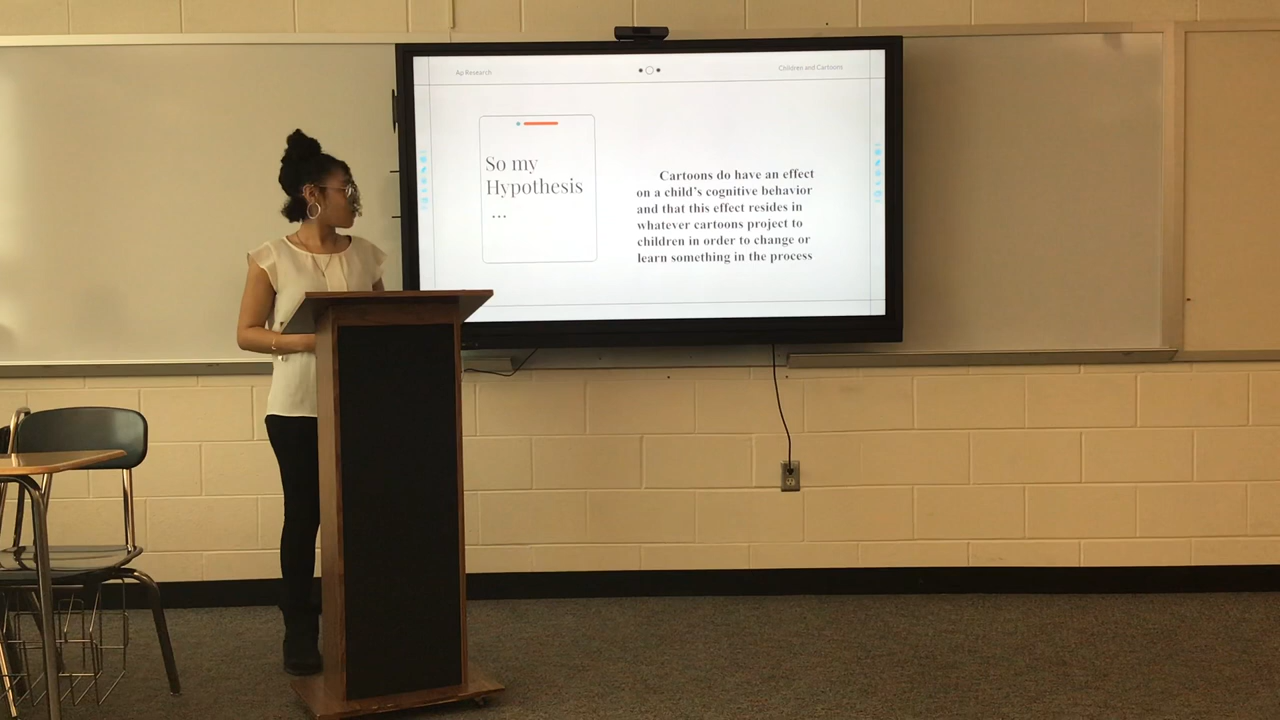 Ap Research
Children and Cartoons
So my
Hypothesis
...
Cartoons do have an effect
on a child's cognitive behavior
and that this effect resides in
whatever cartoons project to
children in order to change or
learn something in the process